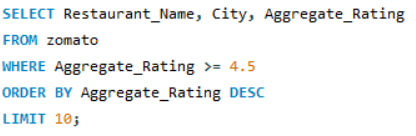 SELECT Restaurant_Name, City, Aggregate_Rating
FROM zomato
WHERE Aggregate_Rating >= 4.5
ORDER BY Aggregate_Rating DESC
LIMIT 10;